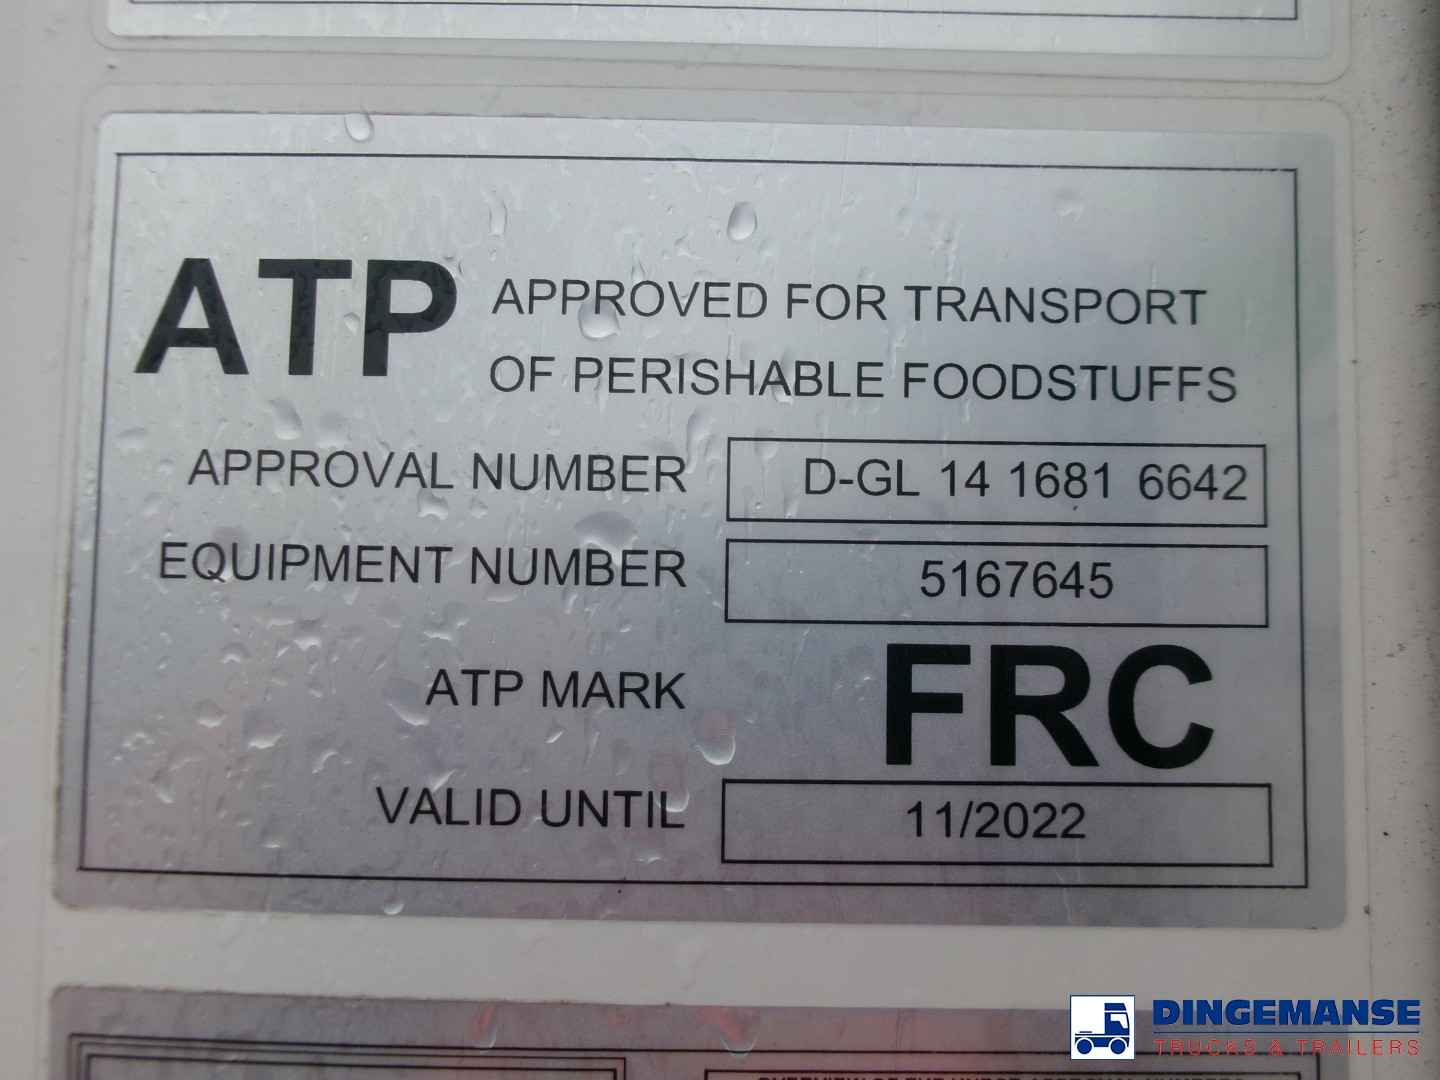 ATP APPROVED FOR TRANSPORT
OF PERISHABLE FOODSTUFFS
APPROVAL NUMBER D-GL 14 1681 6642
EQUIPMENT NUMBER 5167645
ATP MARK FRC
VALID UNTIL 11/2022
DINGEMANSE
TRUCKS & TRAILERS